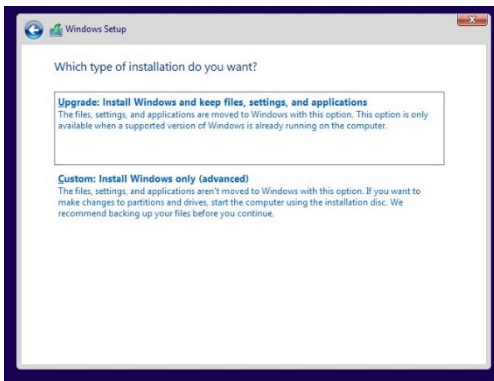 Windows Setup
Which type of installation do you want?
Upgrade: Install Windows and keep files, settings, and applications
The files, settings, and applications are moved to Windows with this option. This option is only
available when a supported version of Windows is already running on the computer.
Custom: Install Windows only (advanced)
The files, settings, and applications aren't moved to Windows with this option. If you want to
make changes to partitions and drives, start the computer using the installation disc. We
recommend backing up your files before you continue.